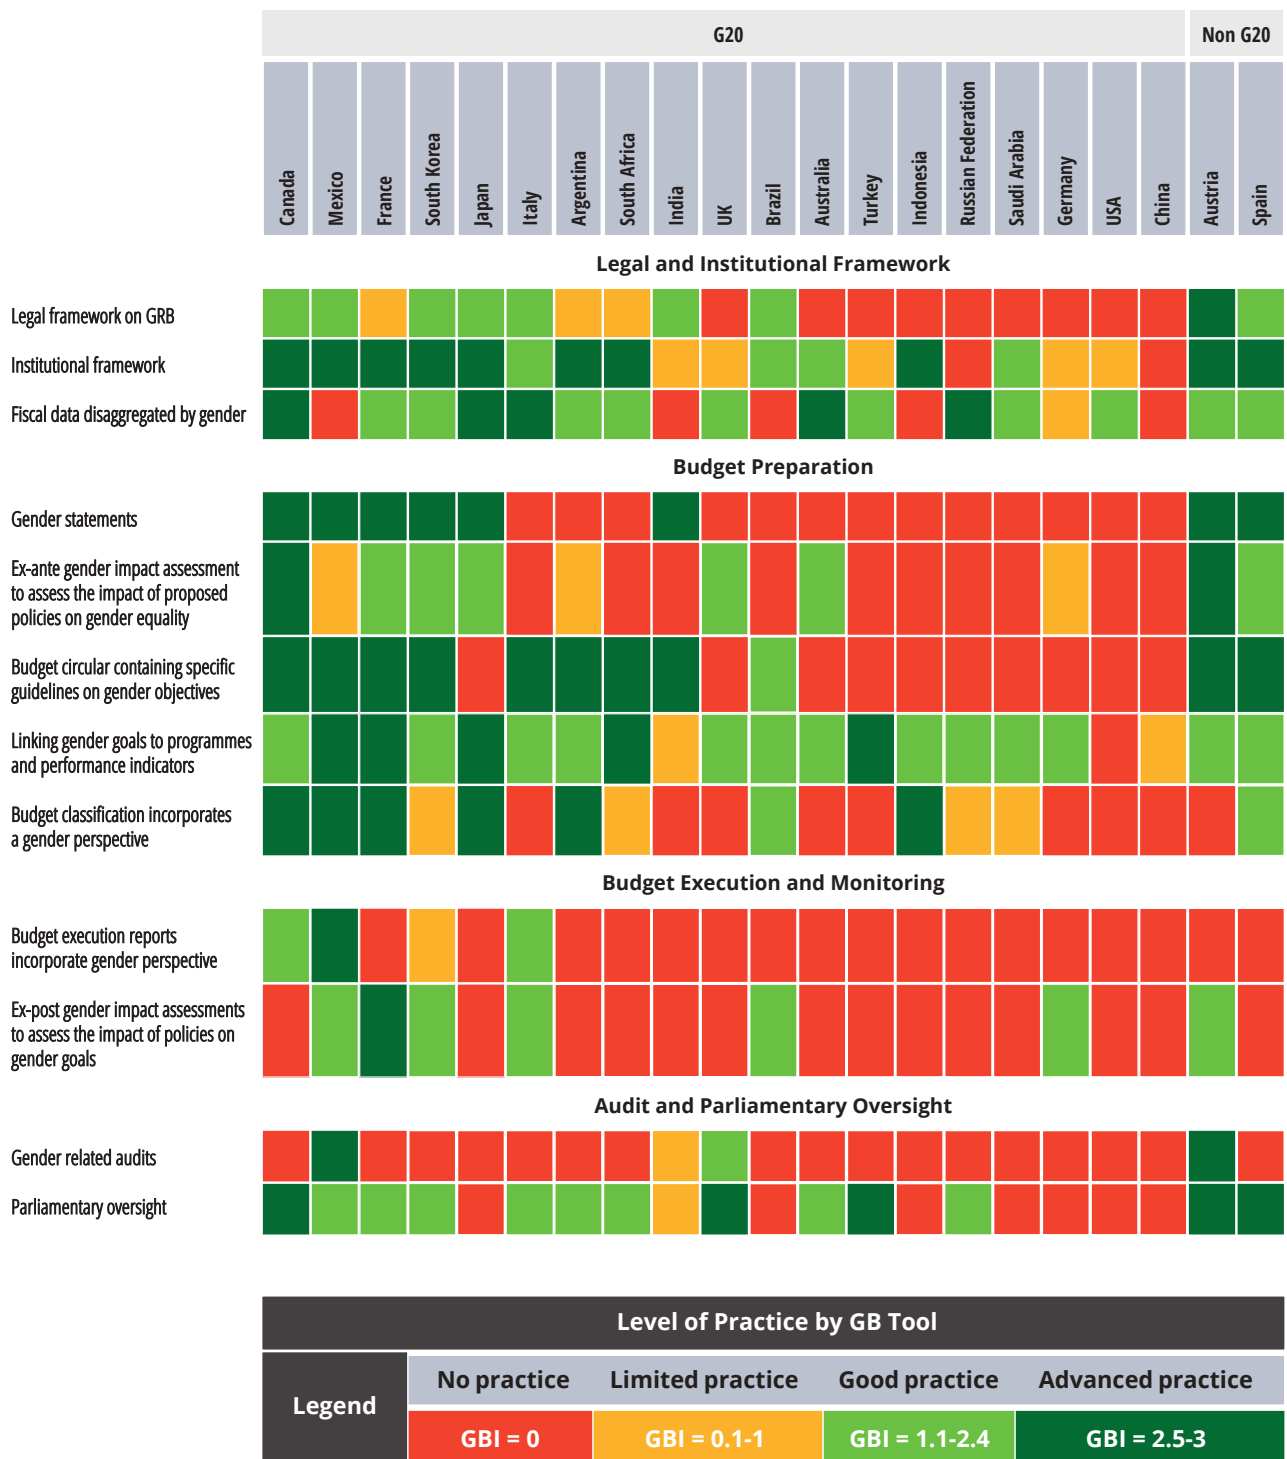 G20
Non G20
Canada
Mexico
France
South Korea
Japan
Italy
Argentina
South Africa
India
UK
Brazil
Australia
Turkey
Indonesia
Russian Federation
Saudi Arabia
Germany
USA
China
Austria
Spain
Legal and Institutional Framework
Legal framework on GRB
Institutional framework
Fiscal data disaggregated by gender
Budget Preparation
Gender statements
Ex-ante gender impact assessment
to assess the impact of proposed
policies on gender equality
Budget circular containing specific
guidelines on gender objectives
Linking gender goals to programmes
and performance indicators
Budget classification incorporates
a gender perspective
Budget Execution and Monitoring
Budget execution reports
incorporate gender perspective
Ex-post gender impact assessments
to assess the impact of policies on
gender goals
Audit and Parliamentary Oversight
Gender related audits
Parliamentary oversight
Level of Practice by GB Tool
Legend
No practice
Limited practice
Good practice
Advanced practice
GBI = 0
GBI = 0.1-1
GBI = 1.1-2.4
GBI = 2.5-3